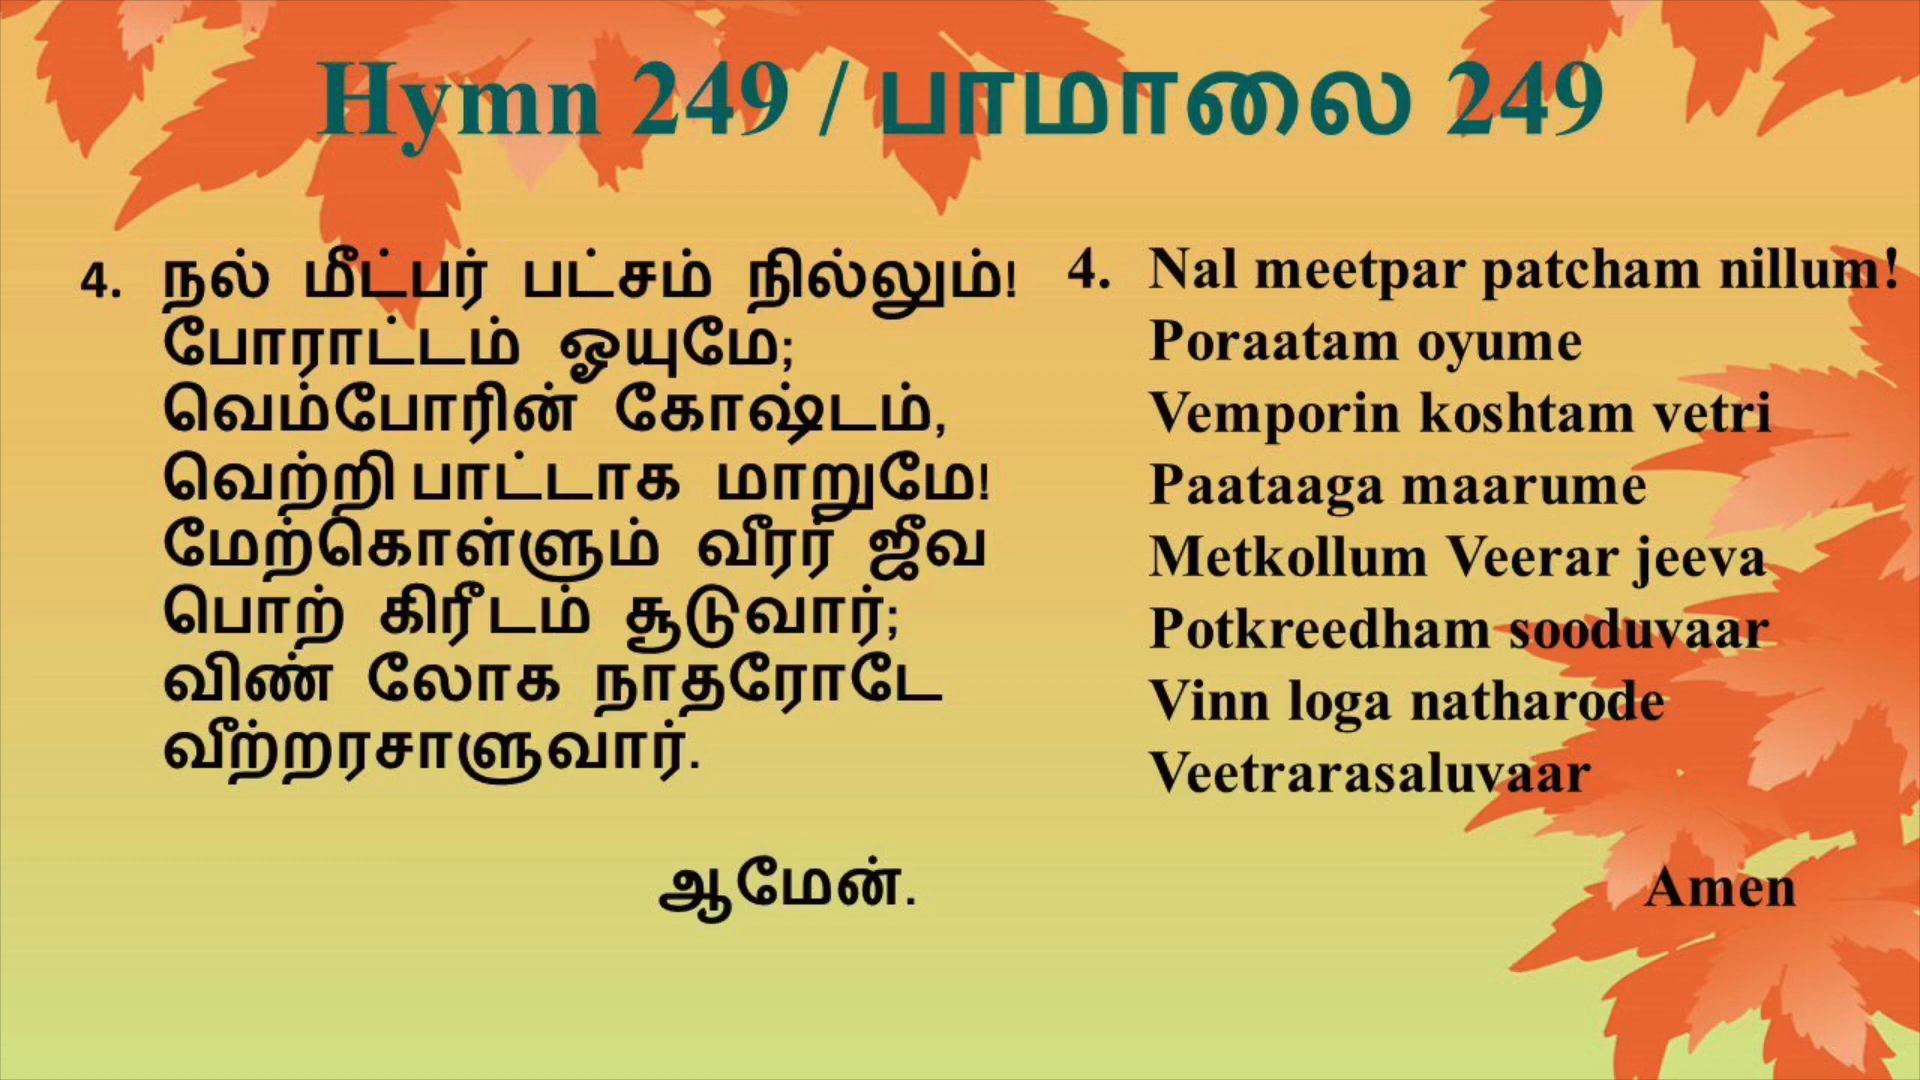 Hymn 249 / பாமாலை 249
4. நல் மீட்பர் பட்சம் நில்லும்!
போராட்டம் ஓயுமே;
வெம்போரின் கோஷ்டம்,
வெற்றி பாட்டாக மாறுமே!
மேற்கொள்ளும் வீரர் ஜீவ
பொற் கிரீடம் சூடுவார்;
விண் லோக நாதரோடே
வீற்றரசாளுவார்.
ஆமேன்.
4. Nal meetpar patcham nillum!
Poraatam oyume
Vemporin koshtam vetri
Paataaga maarume
Metkollum Veerar jeeva
Potkreedham sooduvaar
Vinn loga natharode
Veetrarasaluvaar
Amen